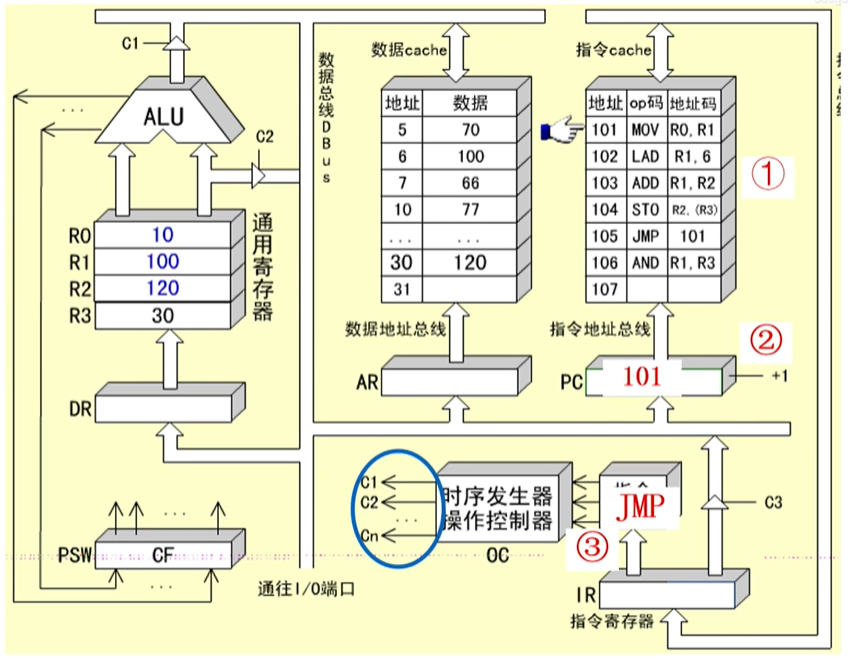 C1
ALU
C2
...
数据总线DBus
数据cache
地址 数据
5 70
6 100
7 66
10 77
... ...
30 120
31
数据地址总线
AR
指令cache
地址 op码 地址码
101 MOV R0, R1
102 LAD R1, 6
103 ADD R1, R2
104 STO R2, (R3)
105 JMP 101
106 AND R1, R3
107
①
指令地址总线
②
PC 101 +1
R0 10
R1 100
R2 120
R3 30
通用寄存器
DR
C1
C2
...
Cn
时序发生器
操作控制器
OC
JMP
③
C3
...
PSW CF
...
通往I/O端口
IR
指令寄存器